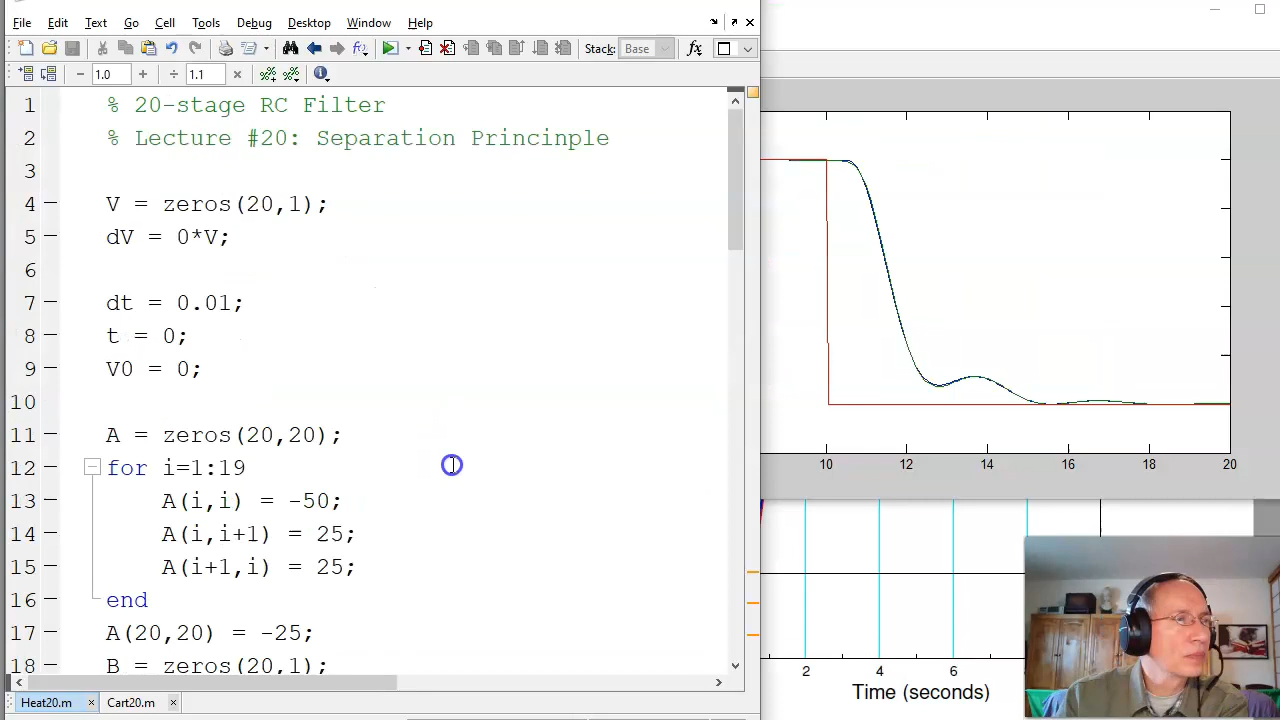 File Edit Text Go Cell Tools Debug Desktop Window Help
Stack: Base fx
− 1.0 + ÷ 1.1 ×
1 % 20-stage RC Filter
2 % Lecture #20: Separation Princinple
3
4 V = zeros(20,1);
5 dV = 0*V;
6
7 dt = 0.01;
8 t = 0;
9 V0 = 0;
10
11 A = zeros(20,20);
12 for i=1:19
13 A(i,i) = -50;
14 A(i,i+1) = 25;
15 A(i+1,i) = 25;
16 end
17 A(20,20) = -25;
18 B = zeros(20,1);
Heat20.m × Cart20.m ×
10 12 14 16 18 20
2 4 6
Time (seconds)